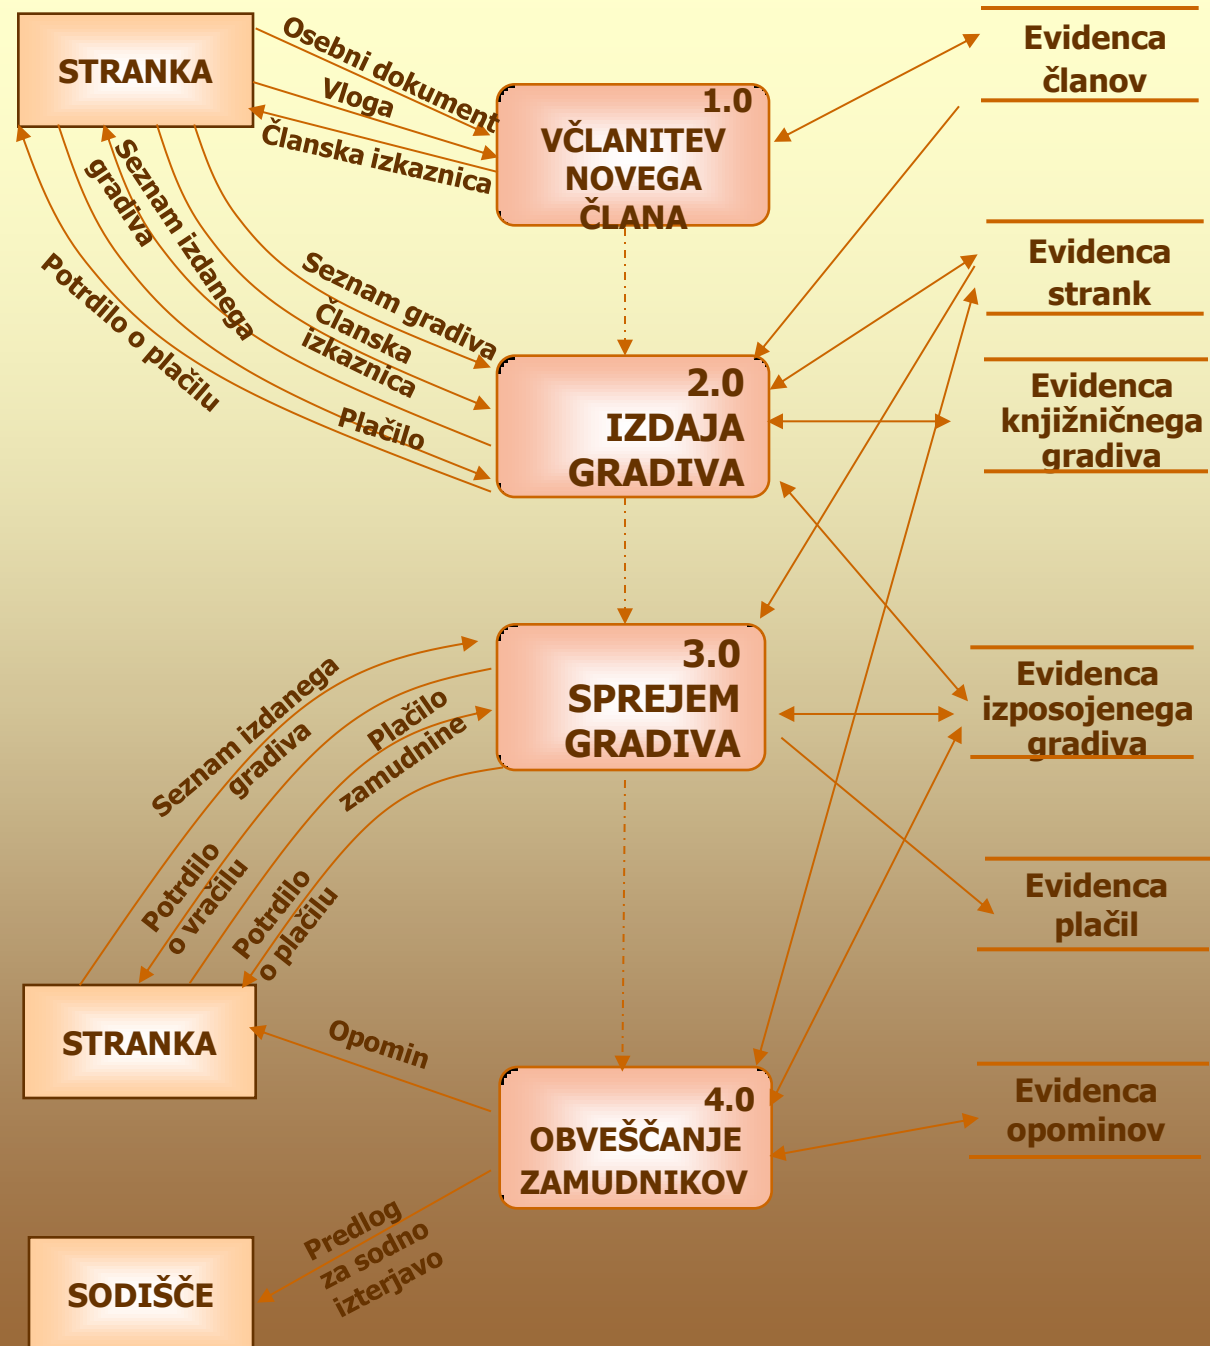 STRANKA
Osebni dokument
Vloga
Članska izkaznica
1.0
VČLANITEV
NOVEGA
ČLANA
Evidenca
članov
Seznam izdanega
gradiva
Potrdilo o plačilu
Seznam gradiva
Članska
izkaznica
Plačilo
Evidenca
strank
2.0
IZDAJA
GRADIVA
Evidenca
knjižničnega
gradiva
3.0
SPREJEM
GRADIVA
Seznam izdanega
gradiva
Plačilo
zamudnine
Potrdilo
o vračilu
Potrdilo
o plačilu
Evidenca
izposojenega
gradiva
Evidenca
plačil
STRANKA
Opomin
4.0
OBVEŠČANJE
ZAMUDNIKOV
Evidenca
opominov
Predlog
za sodno
izterjavo
SODIŠČE